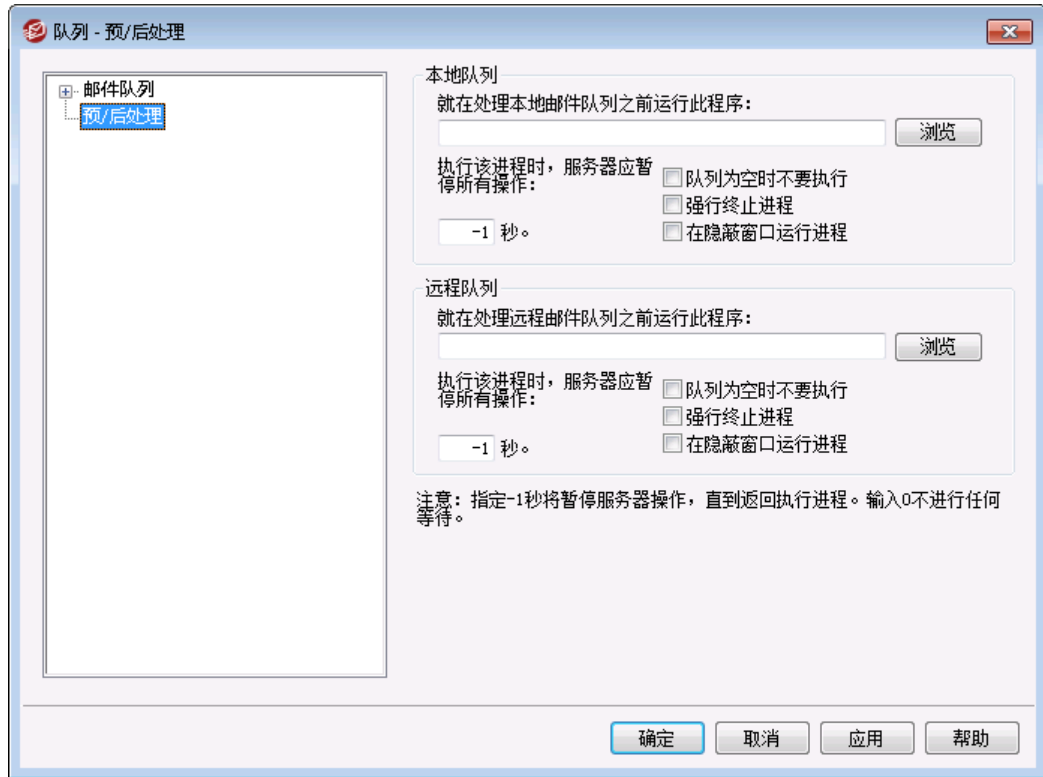 队列 - 预/后处理
邮件队列
预/后处理
本地队列
就在处理本地邮件队列之前运行此程序:
浏览
执行该进程时，服务器应暂
停所有操作:
队列为空时不要执行
强行终止进程
-1 秒。
在隐蔽窗口运行进程
远程队列
就在处理远程邮件队列之前运行此程序:
浏览
执行该进程时，服务器应暂
停所有操作:
队列为空时不要执行
强行终止进程
-1 秒。
在隐蔽窗口运行进程
注意: 指定-1秒将暂停服务器操作，直到返回执行进程。输入0不进行任何
等待。
确定
取消
应用
帮助